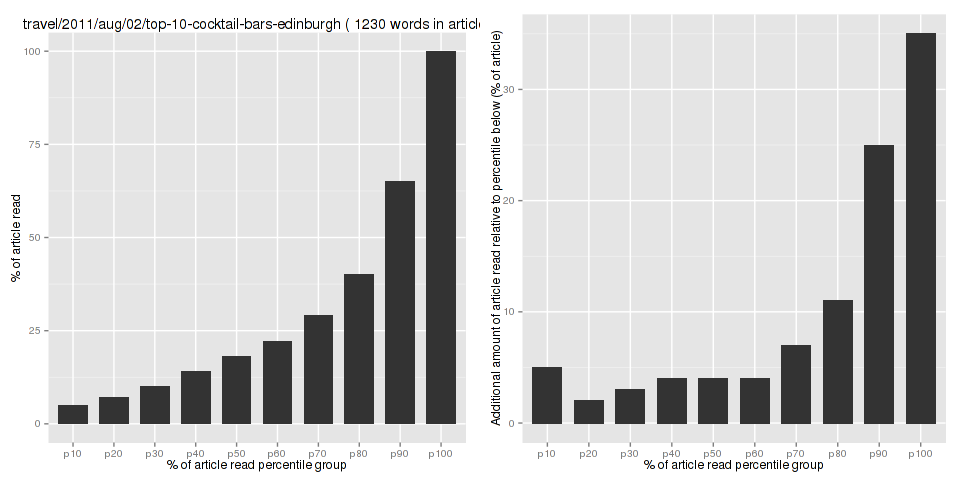 travel/2011/aug/02/top-10-cocktail-bars-edinburgh ( 1230 words in article
% of article read
100
75
50
25
0
p10 p20 p30 p40 p50 p60 p70 p80 p90 p100
% of article read percentile group
Additional amount of article read relative to percentile below (% of article)
30
20
10
0
p10 p20 p30 p40 p50 p60 p70 p80 p90 p100
% of article read percentile group